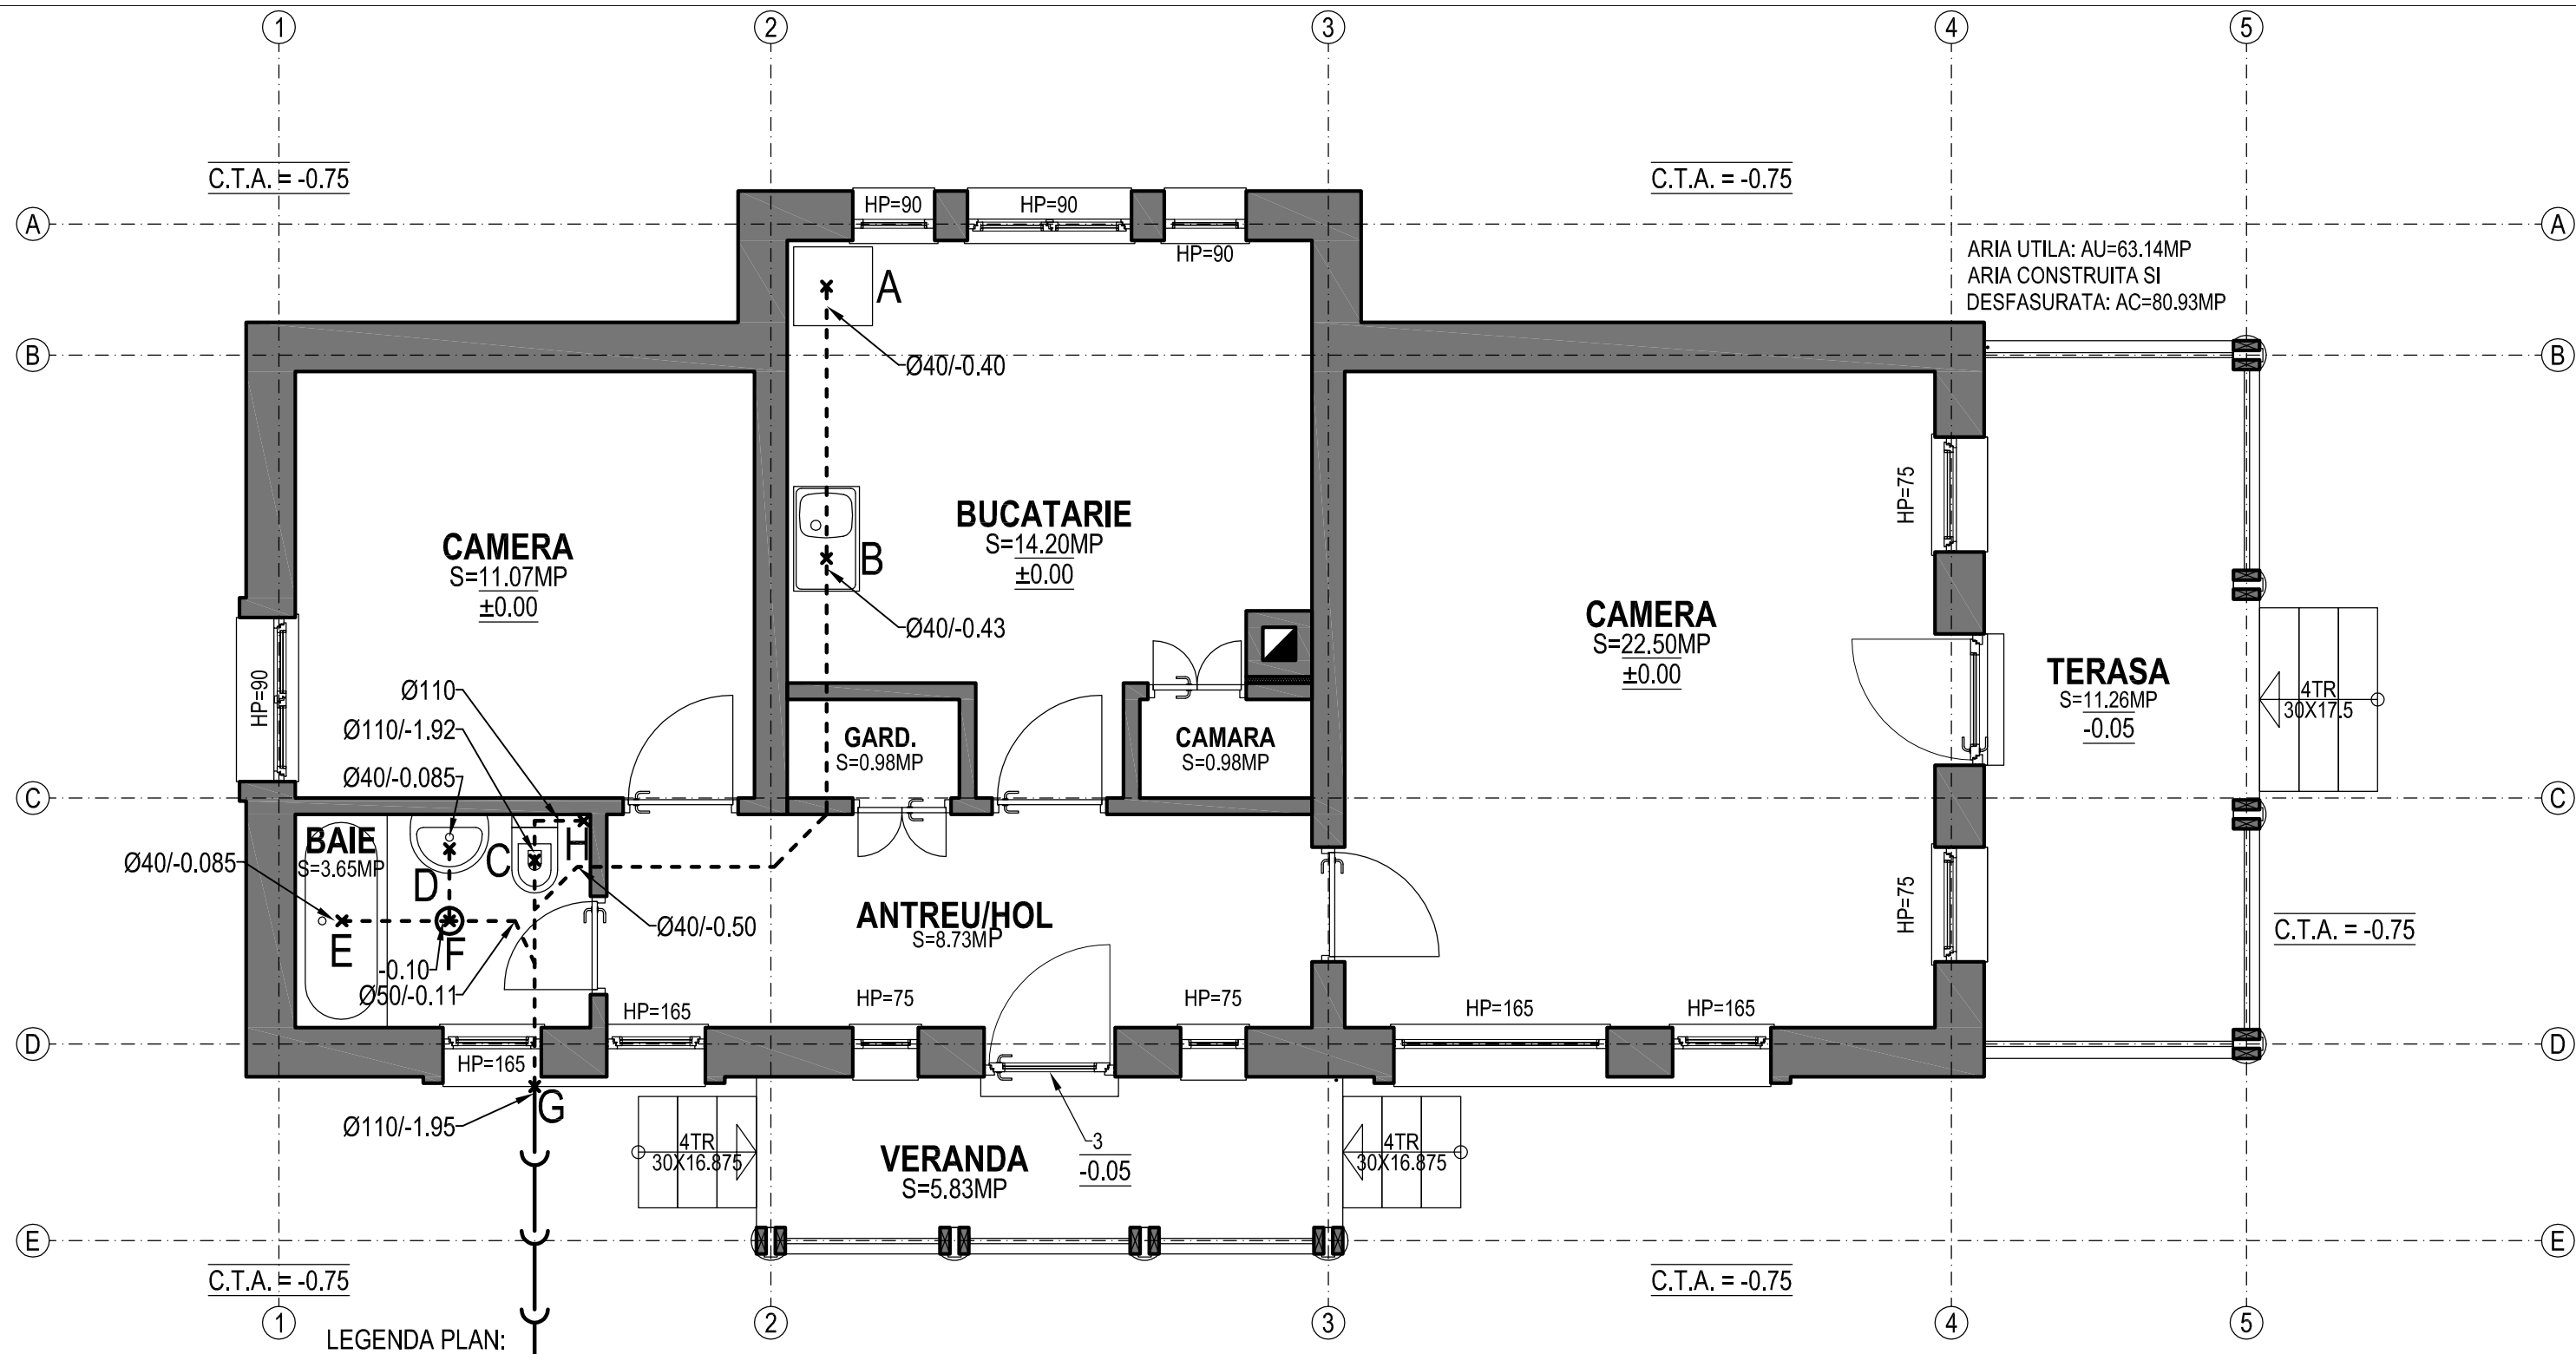 1 2 3 4 5
C.T.A. = -0.75
C.T.A. = -0.75
HP=90
HP=90
HP=90
A
A
ARIA UTILA: AU=63.14MP
ARIA CONSTRUITA SI
DESFASURATA: AC=80.93MP
A
Ø40/-0.40
B
B
HP=75
BUCATARIE
S=14.20MP
±0.00
CAMERA
S=11.07MP
±0.00
B
Ø40/-0.43
CAMERA
S=22.50MP
±0.00
HP=90
Ø110
Ø110/-1.92
Ø40/-0.085
TERASA
S=11.26MP
-0.05
4TR
30X17.5
GARD.
S=0.98MP
CAMARA
S=0.98MP
C
C
BAIE
S=3.65MP
Ø40/-0.085
C
H
D
E
F
-0.10
Ø50/-0.11
Ø40/-0.50
ANTREU/HOL
S=8.73MP
HP=75
C.T.A. = -0.75
HP=165
HP=75
HP=75
HP=165
HP=165
D
D
HP=165
G
Ø110/-1.95
4TR
30X16.875
VERANDA
S=5.83MP
3
-0.05
4TR
30X16.875
E
E
C.T.A. = -0.75
C.T.A. = -0.75
1 2 3 4 5
LEGENDA PLAN: